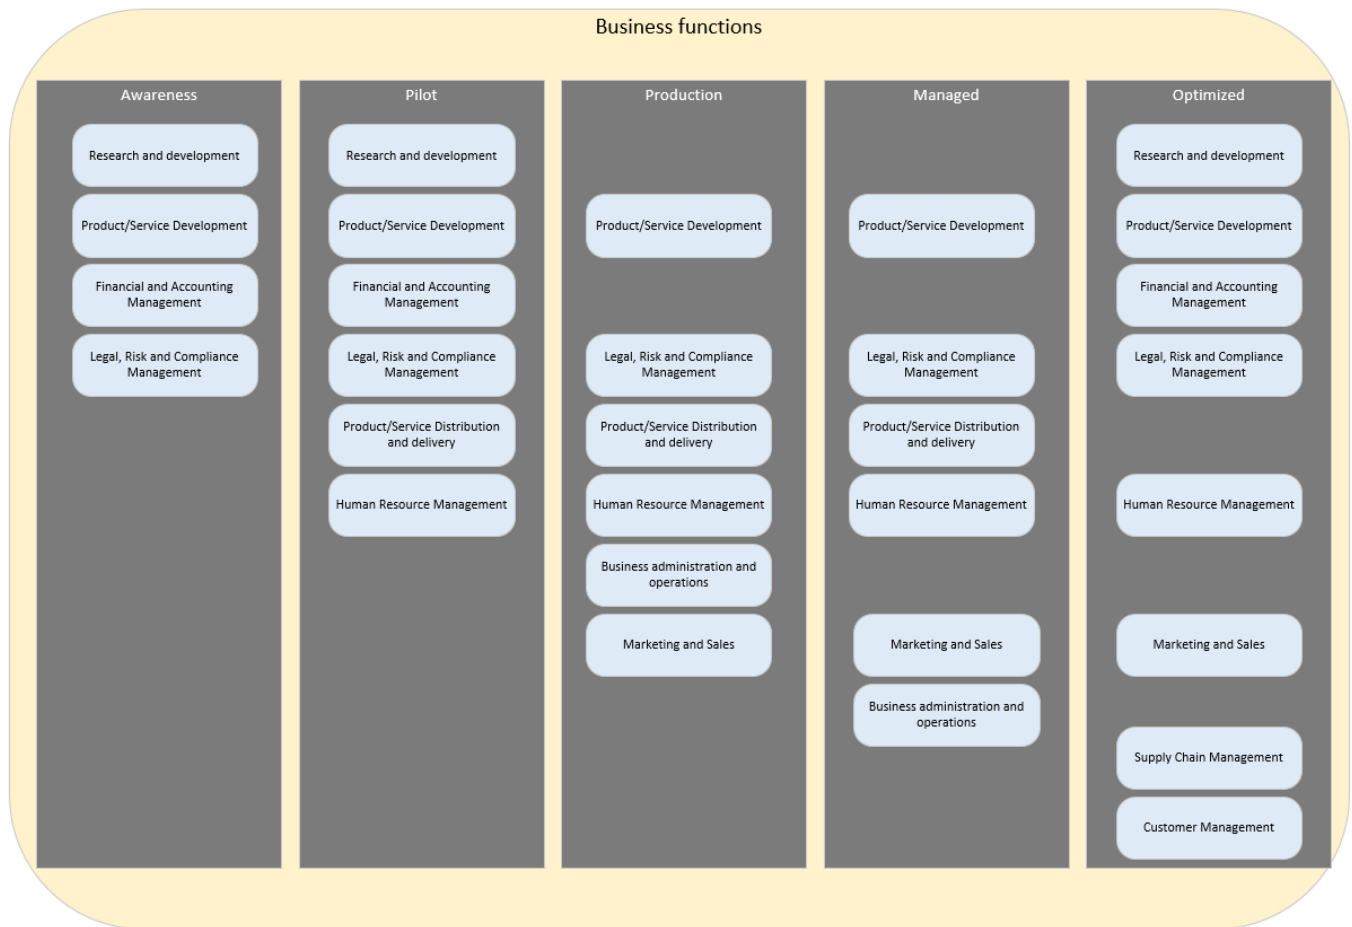 Business functions
Awareness
Research and development
Product/Service Development
Financial and Accounting
Management
Legal, Risk and Compliance
Management
Pilot
Research and development
Product/Service Development
Financial and Accounting
Management
Legal, Risk and Compliance
Management
Product/Service Distribution
and delivery
Human Resource Management
Production
Product/Service Development
Legal, Risk and Compliance
Management
Product/Service Distribution
and delivery
Human Resource Management
Business administration and
operations
Marketing and Sales
Managed
Product/Service Development
Legal, Risk and Compliance
Management
Product/Service Distribution
and delivery
Human Resource Management
Marketing and Sales
Business administration and
operations
Optimized
Research and development
Product/Service Development
Financial and Accounting
Management
Legal, Risk and Compliance
Management
Human Resource Management
Marketing and Sales
Supply Chain Management
Customer Management